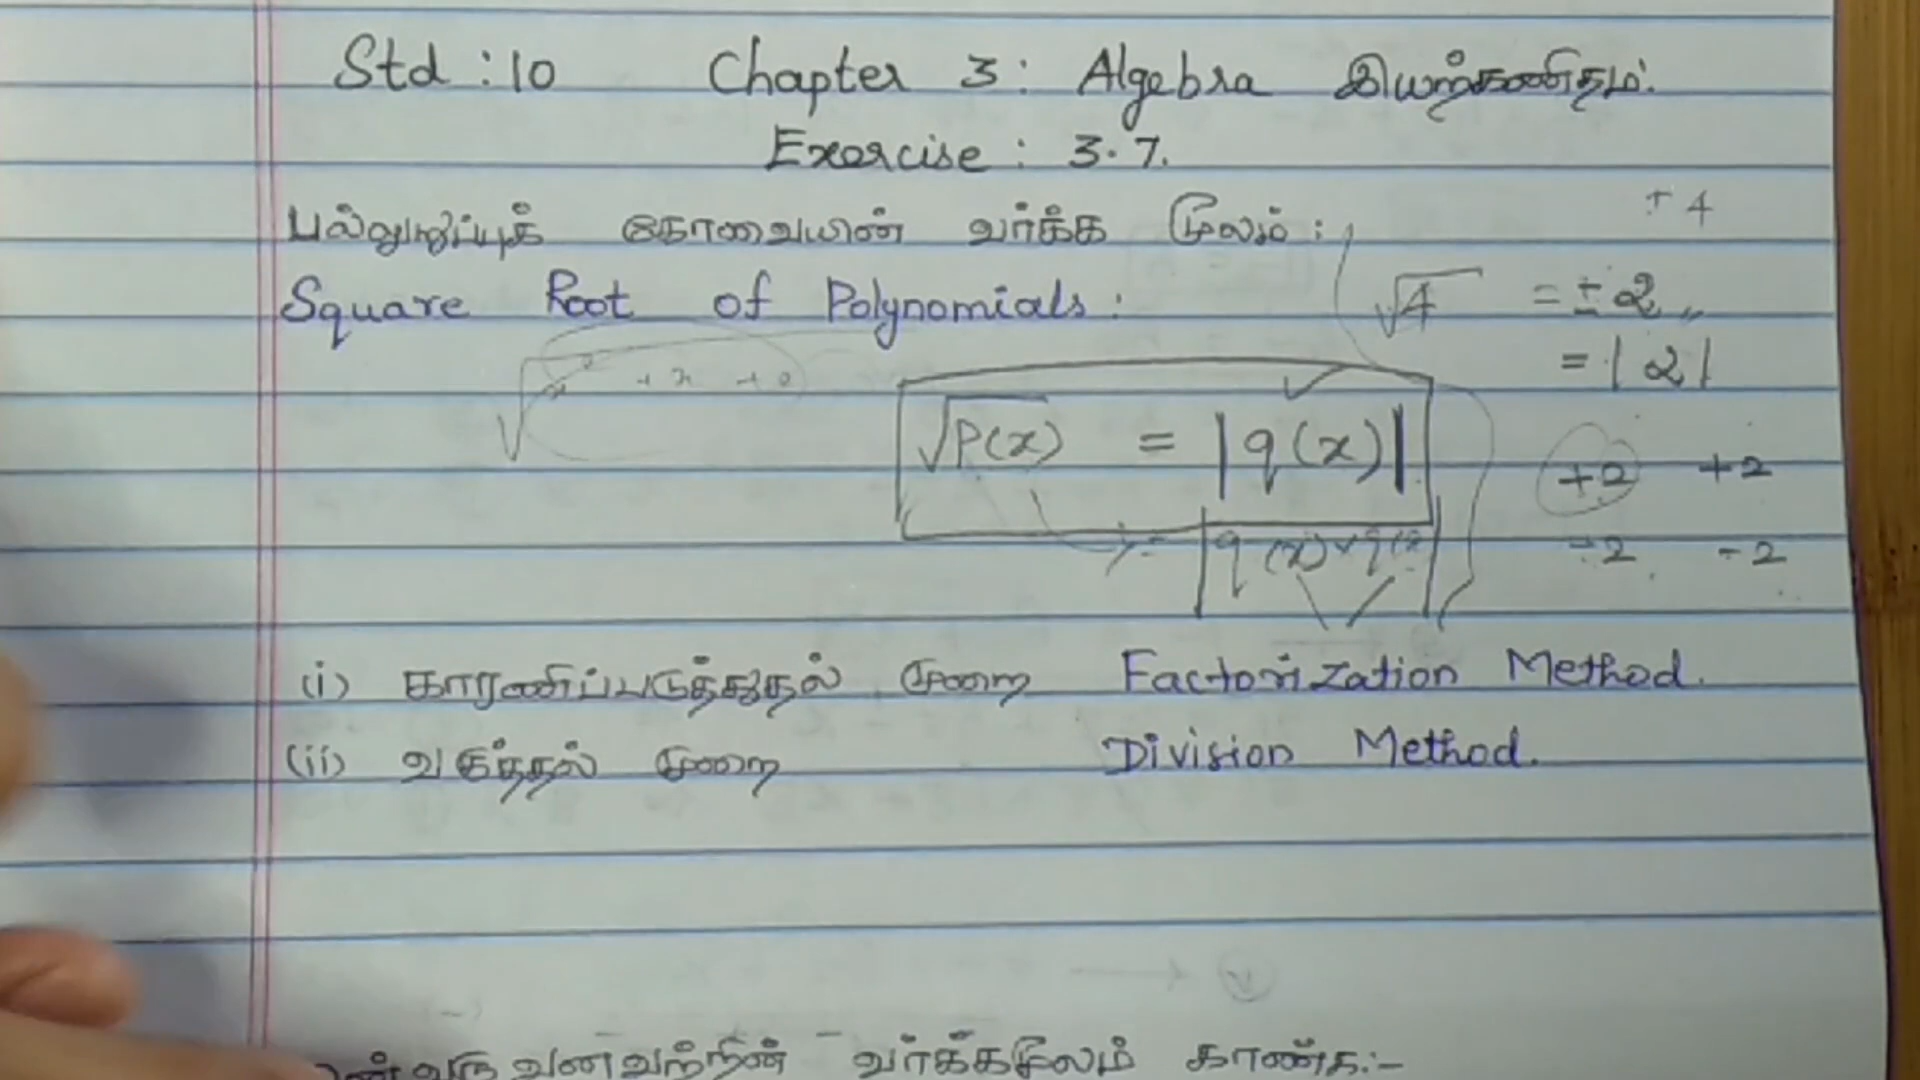 Std : 10 Chapter 3 : Algebra இயற்கணிதம்.
Exercise : 3.7.
பல்லுறுப்புக் கோவையின் வர்க்க மூலம் :
± 4
Square Root of Polynomials :
√4 = ± 2
= | 2 |
√P(x) = | q(x) |
+2 +2
| q(x) × q(x) |
-2 -2
(i) காரணிப்படுத்துதல் முறை Factorization Method.
(ii) வகுத்தல் முறை Division Method.
வர்க்கமூலம் காண்க:-